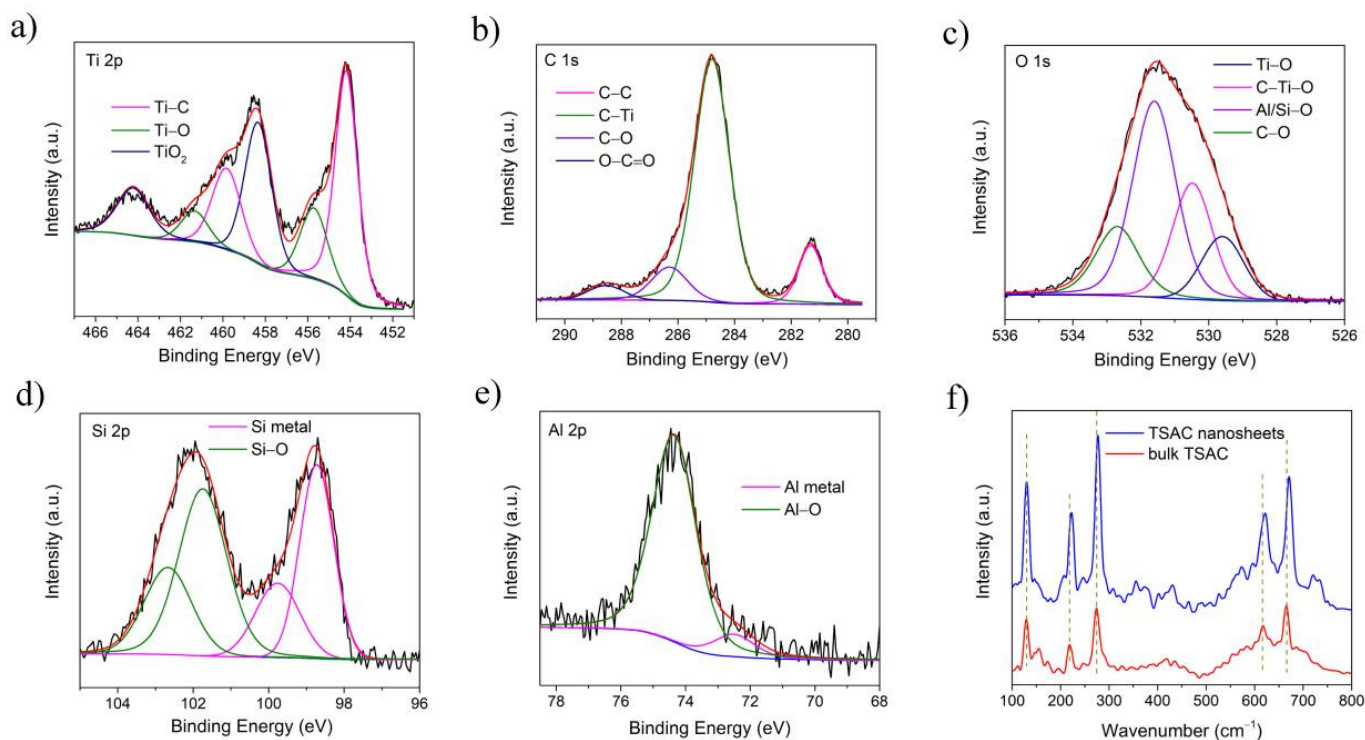 a)
Ti 2p
Ti–C
Ti–O
TiO₂
Intensity (a.u.)
466 464 462 460 458 456 454 452
Binding Energy (eV)
b)
C 1s
C–C
C–Ti
C–O
O–C=O
Intensity (a.u.)
290 288 286 284 282 280
Binding Energy (eV)
c)
O 1s
Ti–O
C–Ti–O
Al/Si–O
C–O
Intensity (a.u.)
536 534 532 530 528 526
Binding Energy (eV)
d)
Si 2p
Si metal
Si–O
Intensity (a.u.)
104 102 100 98 96
Binding Energy (eV)
e)
Al 2p
Al metal
Al–O
Intensity (a.u.)
78 76 74 72 70 68
Binding Energy (eV)
f)
TSAC nanosheets
bulk TSAC
Intensity (a.u.)
100 200 300 400 500 600 700 800
Wavenumber (cm⁻¹)